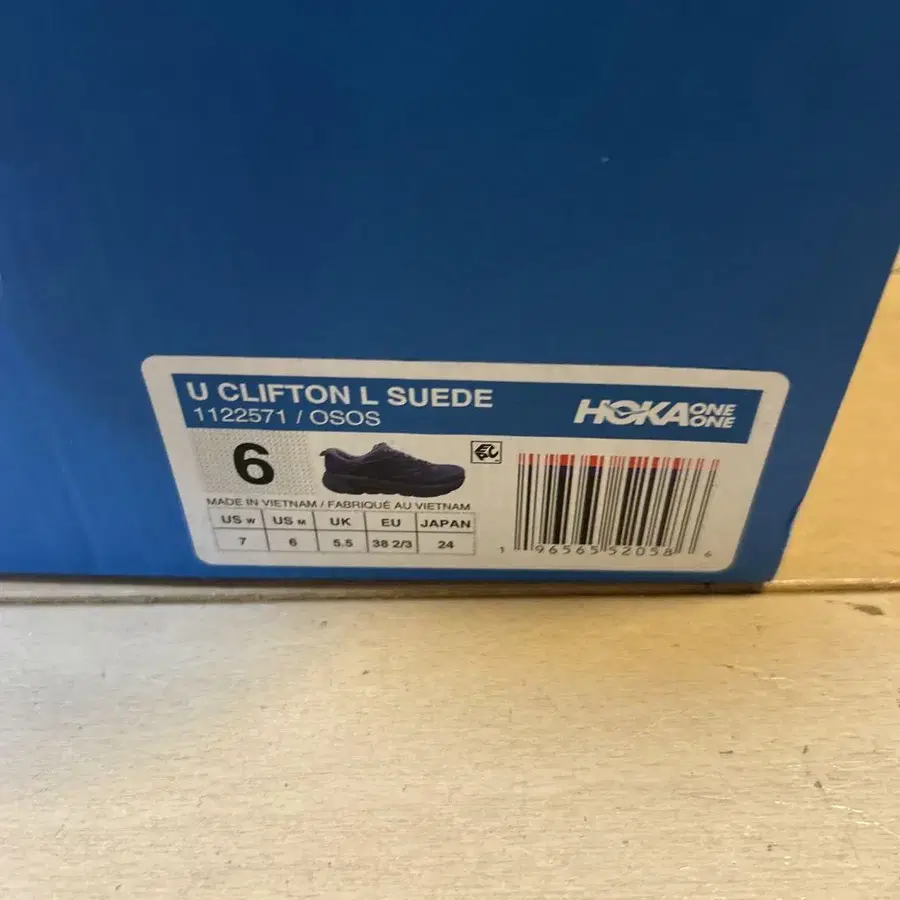 U CLIFTON L SUEDE
1122571 / OSOS
HOKA ONE ONE
6
MADE IN VIETNAM / FABRIQUÉ AU VIETNAM
US W US M UK EU JAPAN
7 6 5.5 38 2/3 24
1 96565 52058 6